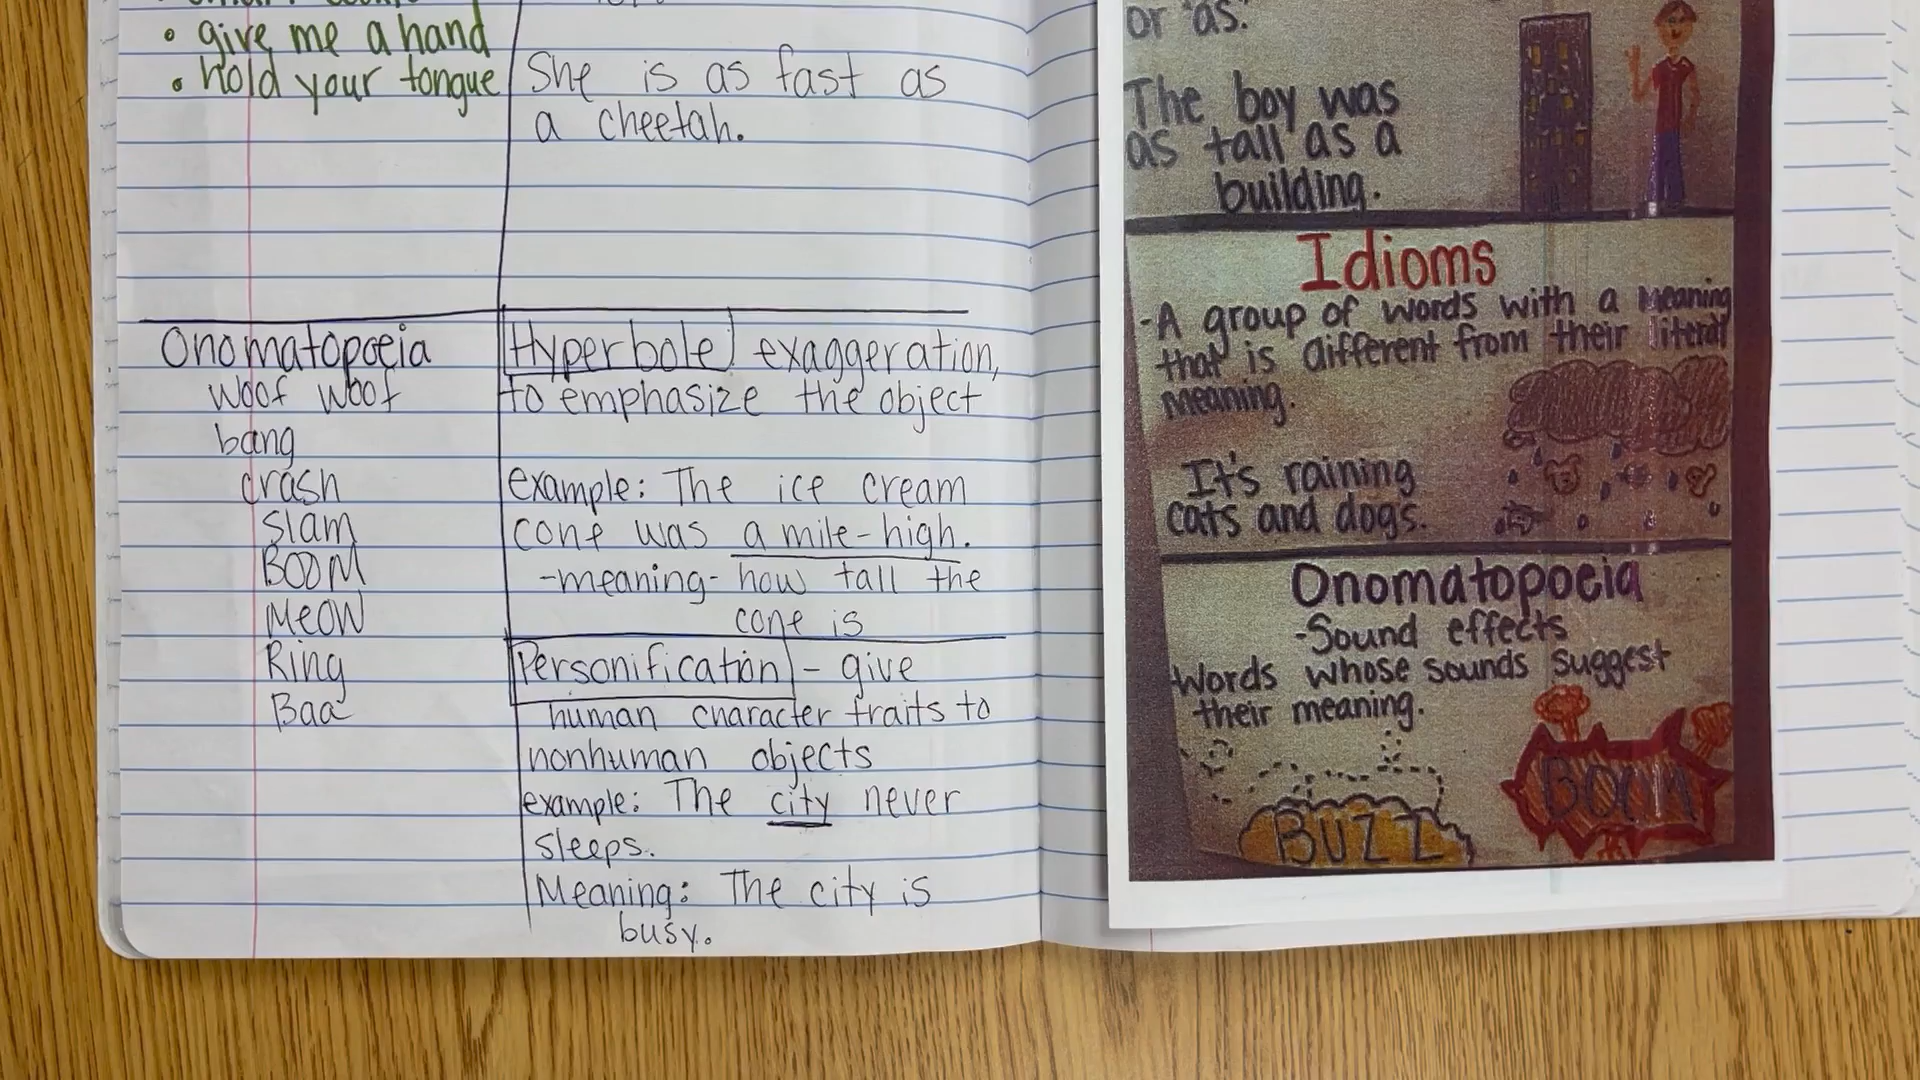 • give me a hand
• hold your tongue
She is as fast as
a cheetah.
Onomatopoeia
woof woof
bang
crash
Slam
BOOM
MEOW
Ring
Baa
Hyperbole exaggeration,
to emphasize the object
example: The ice cream
cone was a mile-high.
-meaning- how tall the
cone is
Personification - give
human character traits to
nonhuman objects
example: The city never
sleeps.
Meaning: The city is
busy.
or "as."
The boy was
as tall as a
building.
Idioms
-A group of words with a meaning
that is different from their literal
meaning.
It's raining
cats and dogs.
Onomatopoeia
-Sound effects
Words whose sounds suggest
their meaning.
BUZZ
BOOM